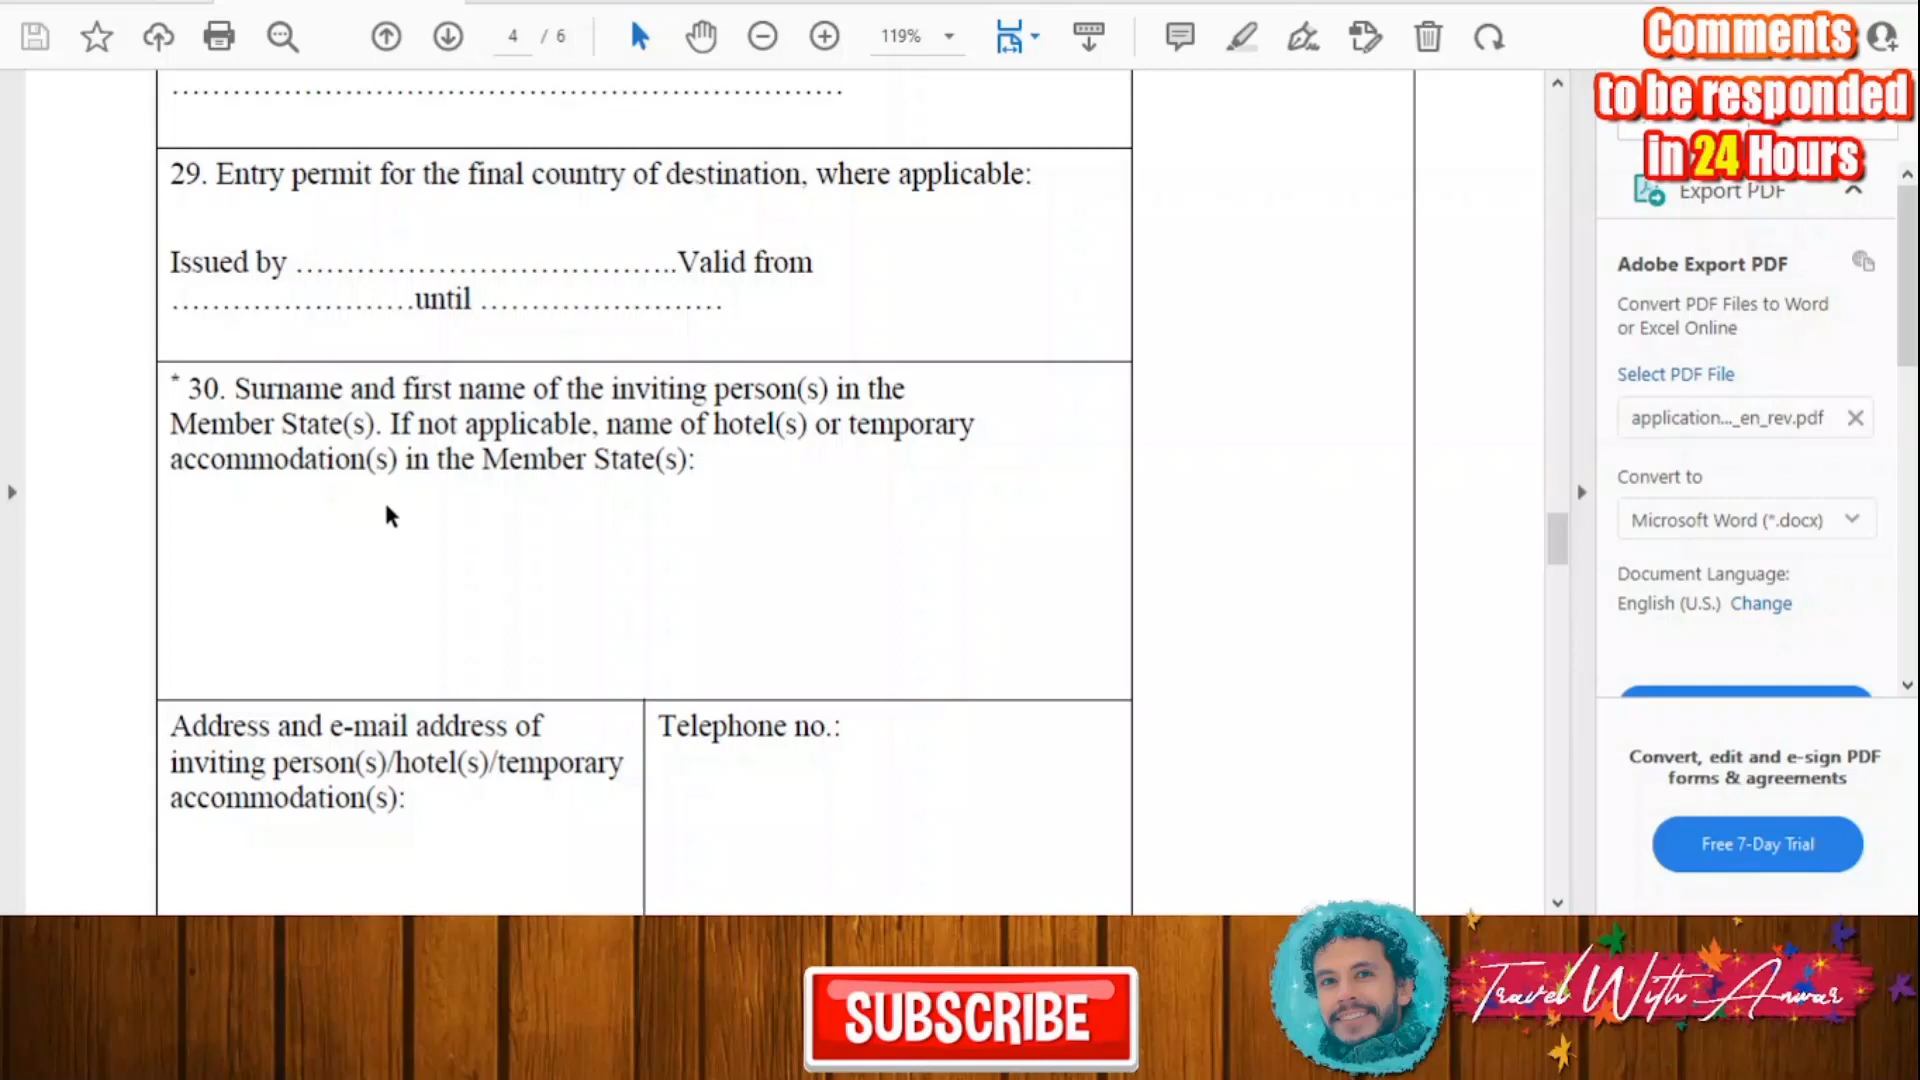 4 / 6
119%
Comments
to be responded
in 24 Hours
29. Entry permit for the final country of destination, where applicable:
Issued by ………………………………..Valid from
…………………….until ……………………
* 30. Surname and first name of the inviting person(s) in the
Member State(s). If not applicable, name of hotel(s) or temporary
accommodation(s) in the Member State(s):
Address and e-mail address of
inviting person(s)/hotel(s)/temporary
accommodation(s):
Telephone no.:
Export PDF
Adobe Export PDF
Convert PDF Files to Word
or Excel Online
Select PDF File
application..._en_rev.pdf
Convert to
Microsoft Word (*.docx)
Document Language:
English (U.S.) Change
Convert, edit and e-sign PDF
forms & agreements
Free 7-Day Trial
SUBSCRIBE
Travel With Anwar